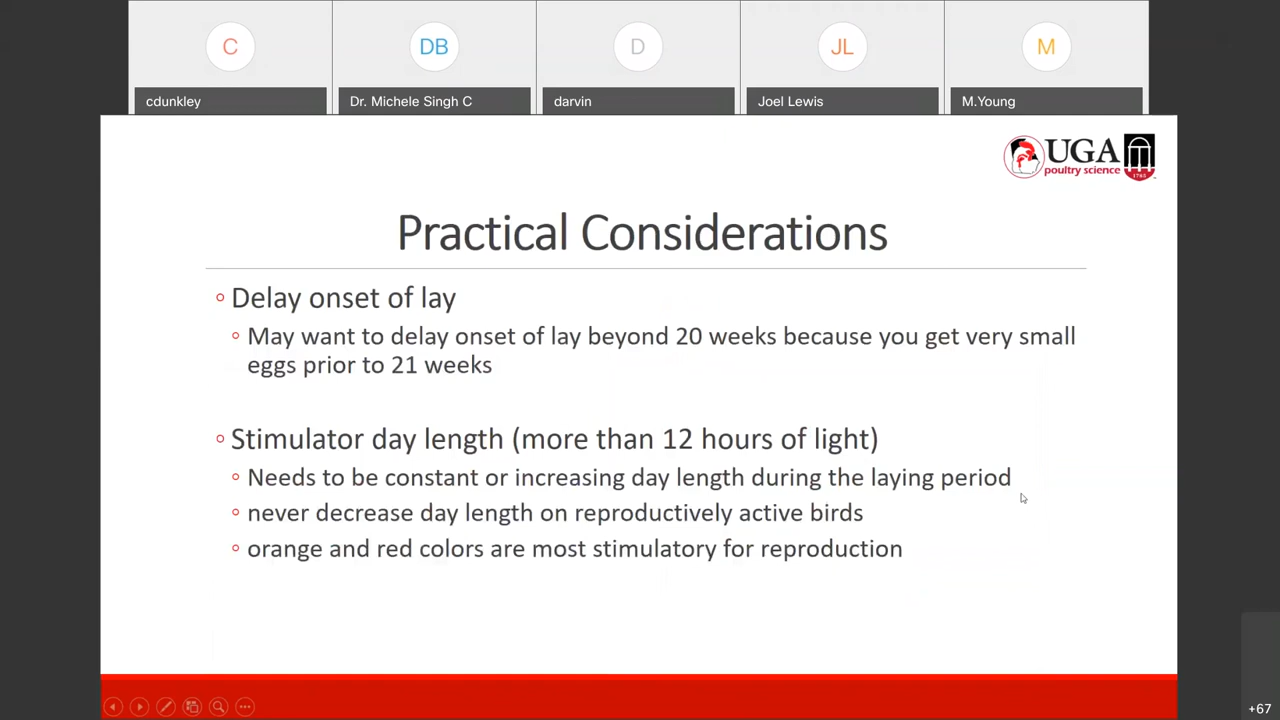 C
DB
D
JL
M
cdunkley
Dr. Michele Singh C
darvin
Joel Lewis
M.Young
UGA
poultry science
1785
Practical Considerations
Delay onset of lay
May want to delay onset of lay beyond 20 weeks because you get very small
eggs prior to 21 weeks
Stimulator day length (more than 12 hours of light)
Needs to be constant or increasing day length during the laying period
never decrease day length on reproductively active birds
orange and red colors are most stimulatory for reproduction
+67